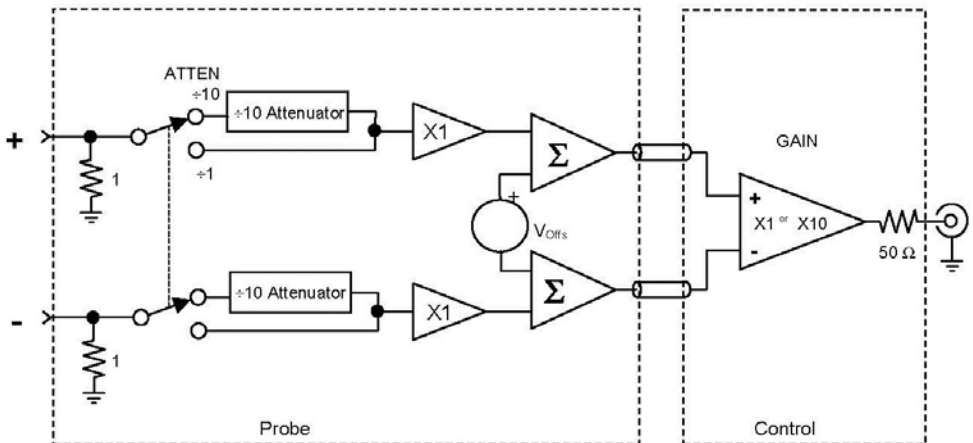 ATTEN
÷10
÷10 Attenuator
+
X1
Σ
÷1
GAIN
1
+
+
X1 or X10
VOffs
-
50 Ω
÷10 Attenuator
Σ
-
X1
1
Probe
Control